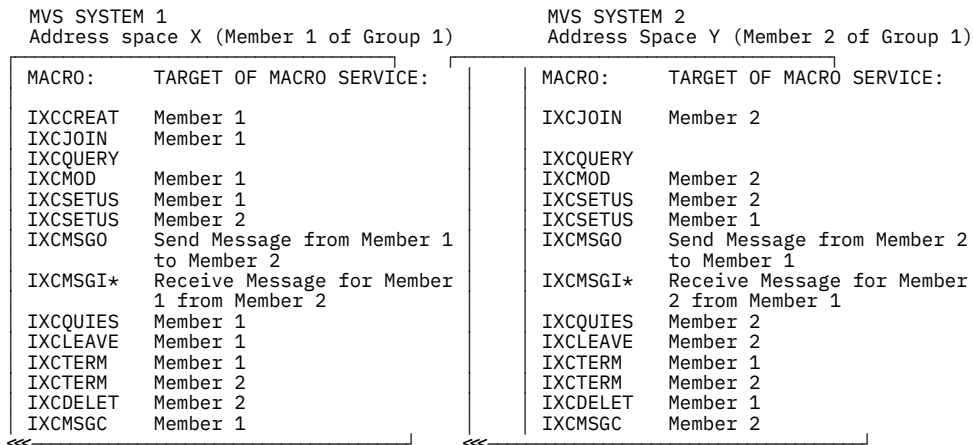 MVS SYSTEM 1
Address space X (Member 1 of Group 1)
MACRO: TARGET OF MACRO SERVICE:
IXCCREAT Member 1
IXCJOIN Member 1
IXCQUERY
IXCMOD Member 1
IXCSETUS Member 1
IXCSETUS Member 2
IXCMSGO Send Message from Member 1
to Member 2
IXCMSGI* Receive Message for Member
1 from Member 2
IXCQUIES Member 1
IXCLEAVE Member 1
IXCTERM Member 1
IXCTERM Member 2
IXCDELET Member 2
IXCMSGC Member 1
MVS SYSTEM 2
Address Space Y (Member 2 of Group 1)
MACRO: TARGET OF MACRO SERVICE:
IXCJOIN Member 2
IXCQUERY
IXCMOD Member 2
IXCSETUS Member 2
IXCSETUS Member 1
IXCMSGO Send Message from Member 2
to Member 1
IXCMSGI* Receive Message for Member
2 from Member 1
IXCQUIES Member 2
IXCLEAVE Member 2
IXCTERM Member 1
IXCTERM Member 2
IXCDELET Member 1
IXCMSGC Member 2